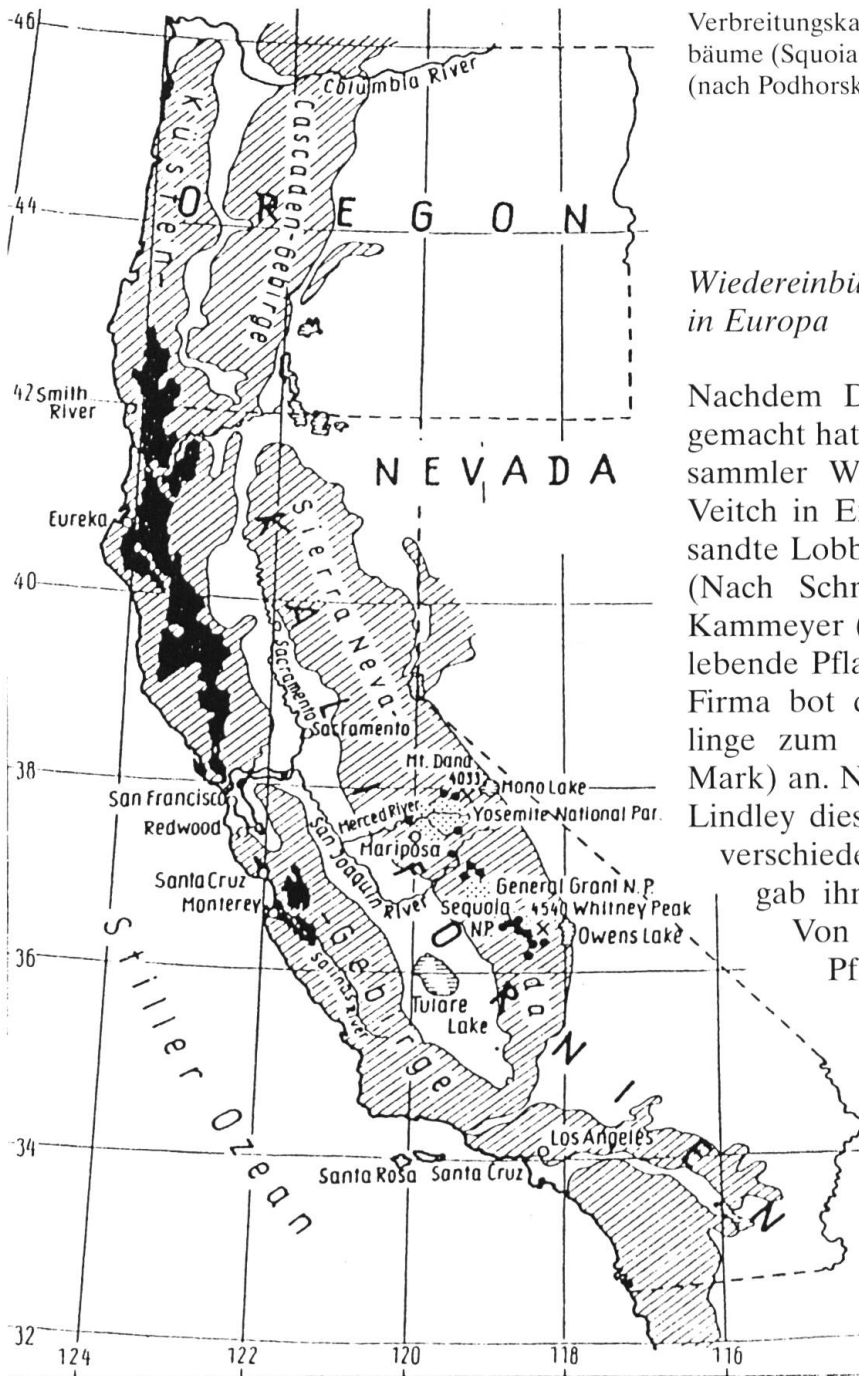 Verbreitungska
bäume (Squoia
(nach Podhorsk
Wiedereinbü
in Europa
Nachdem D
gemacht hat
sammler W
Veitch in E
sandte Lobb
(Nach Schr
Kammeyer (
lebende Pfla
Firma bot d
linge zum
Mark) an. N
Lindley dies
verschiede
gab ihr
Von
Pf
46
Columbia River
Küsten-
Cascaden-Gebirge
44
OREGON
42
Smith
River
NEVADA
Eureka
40
Sierra Neva-
KALIFORNIEN
Sacramento
Sacramento
Mt. Dana
4033
Mono Lake
38
San Francisco
Merced River
Yosemite National Par.
Redwood
San Joaquin
River
Mariposa
Santa Cruz
General Grant N.P.
Monterey
Sequoia
N.P.
4540 Whitney Peak
Owens Lake
36
Salinas River
-Gebirge
Tulare
Lake
da
Stiller Ozean
34
Los Angeles
Santa Rosa
Santa Cruz
32
124
122
120
118
116